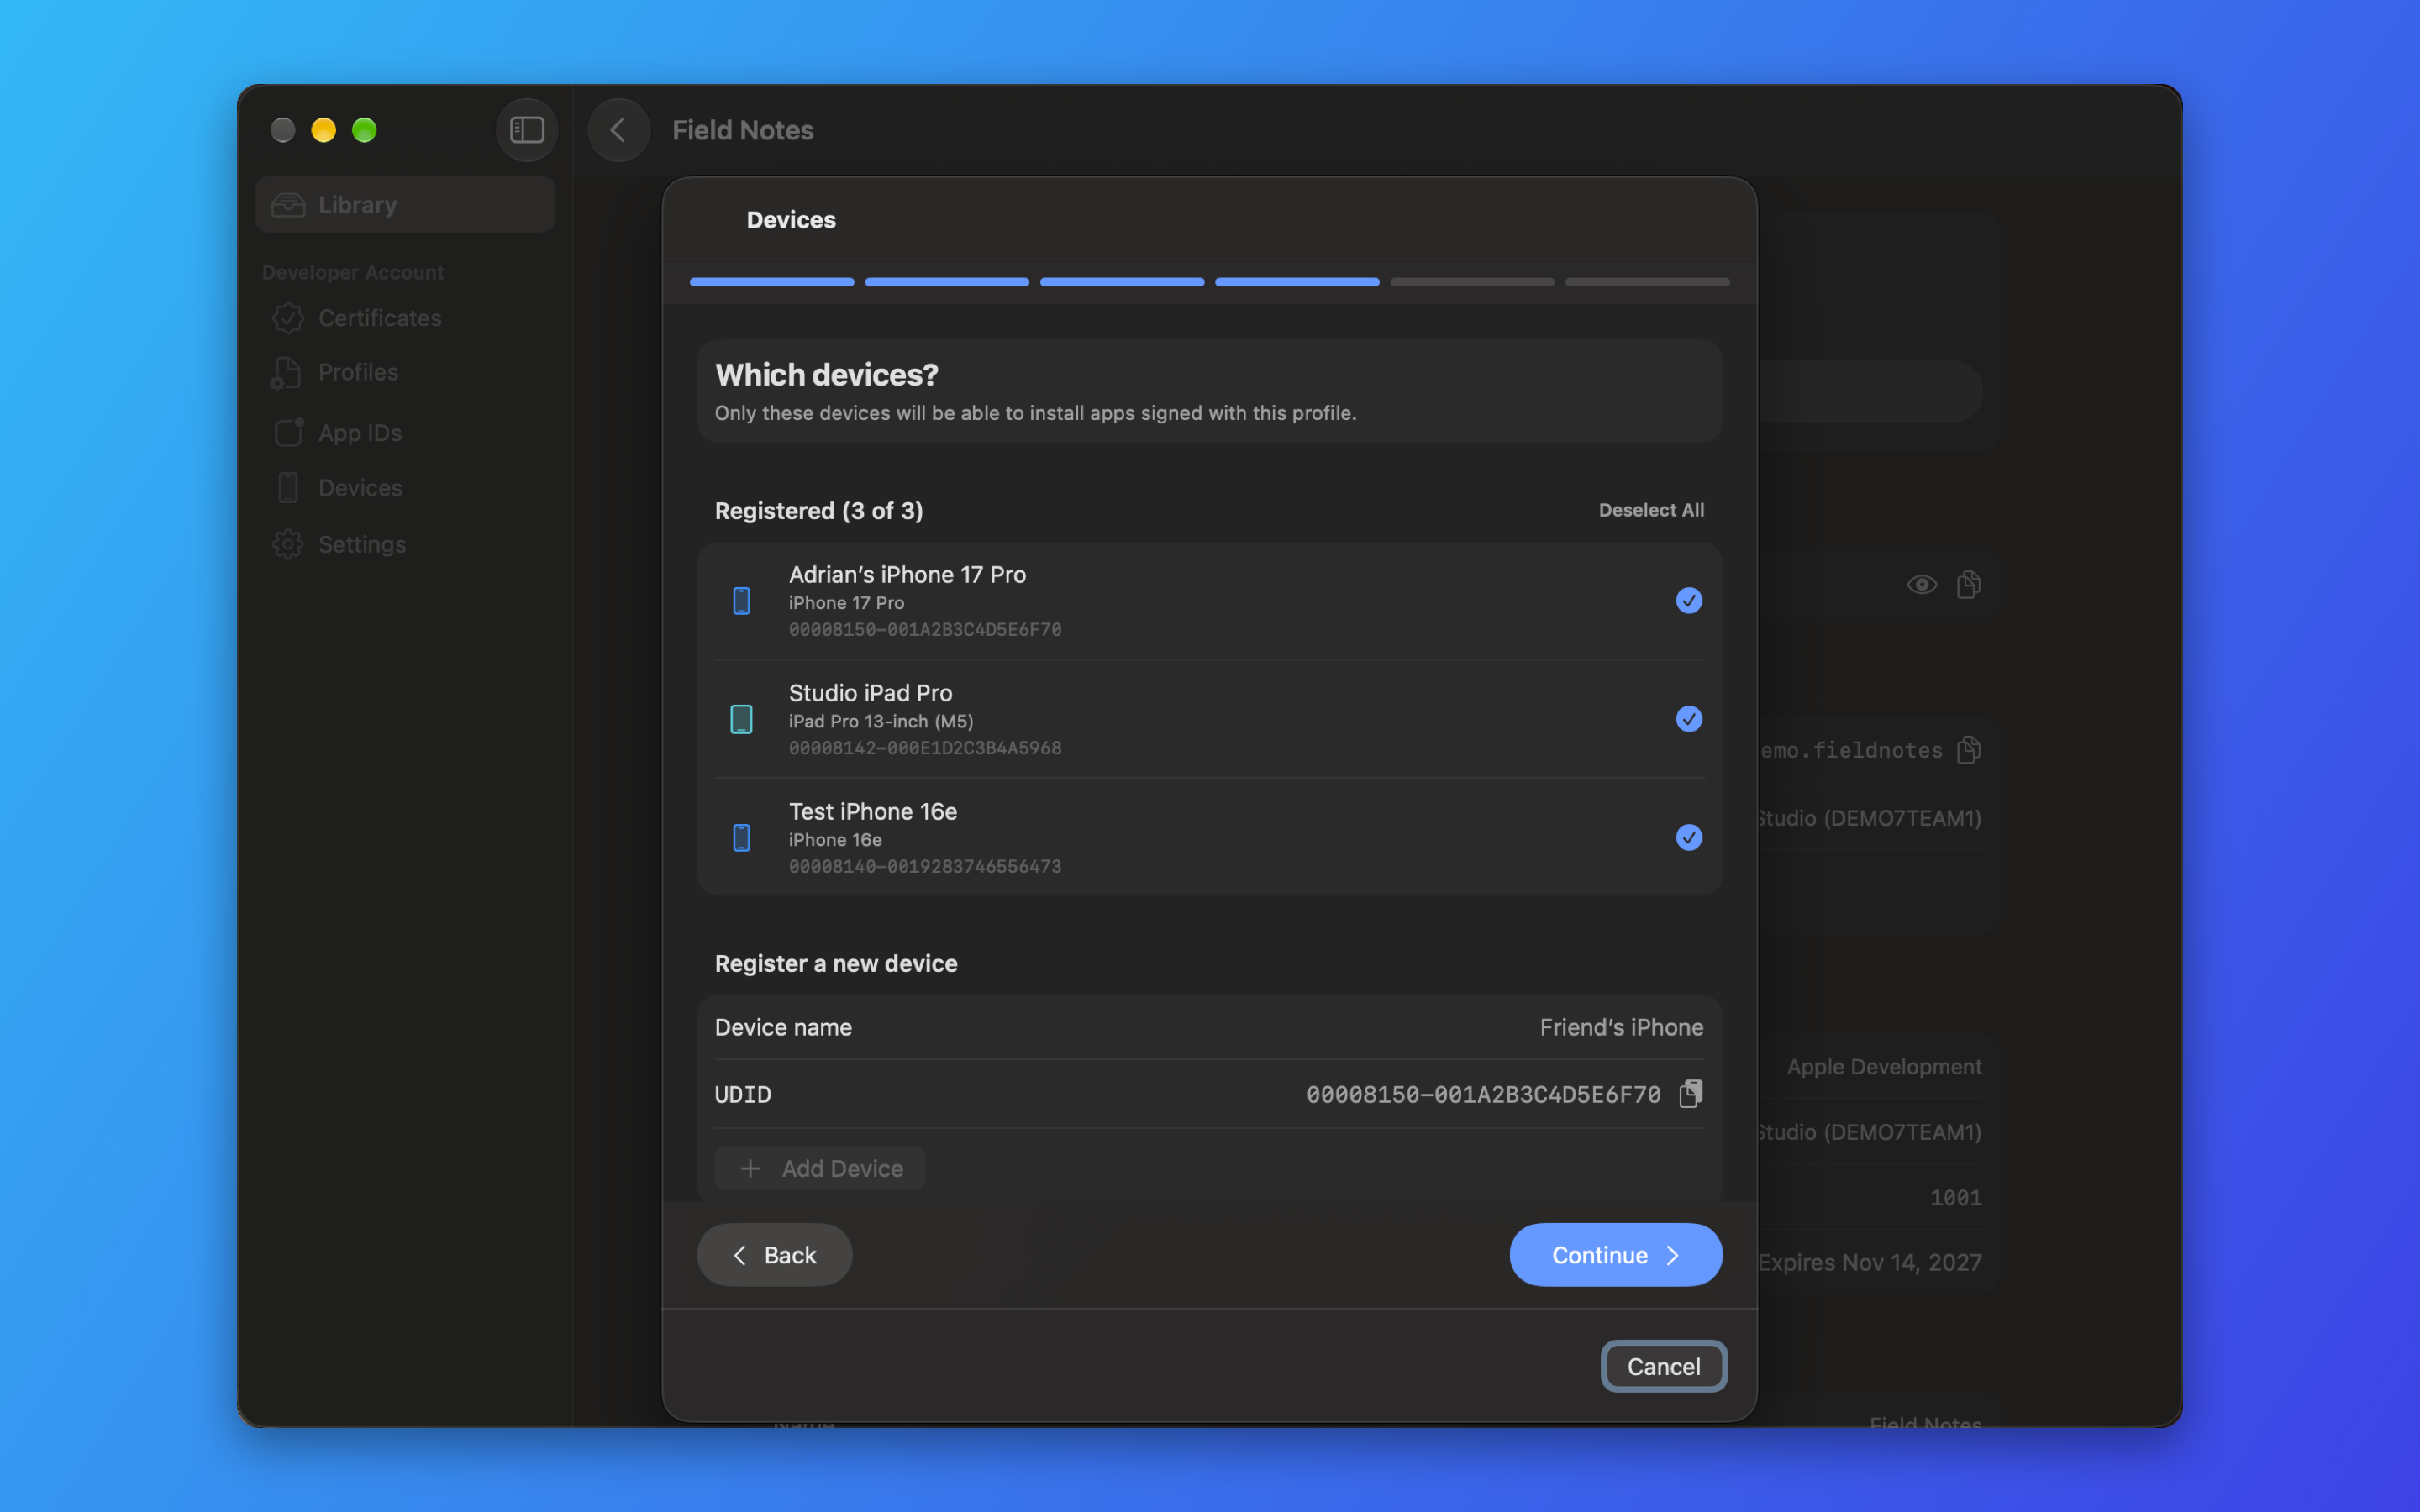 Field Notes
Library
Developer Account
Certificates
Profiles
App IDs
Devices
Settings
Devices
Which devices?
Only these devices will be able to install apps signed with this profile.
Registered (3 of 3)
Deselect All
Adrian’s iPhone 17 Pro
iPhone 17 Pro
00008150-001A2B3C4D5E6F70
Studio iPad Pro
iPad Pro 13-inch (M5)
00008142-000E1D2C3B4A5968
Test iPhone 16e
iPhone 16e
00008140-0019283746556473
Register a new device
Device name
Friend’s iPhone
UDID
00008150-001A2B3C4D5E6F70
Add Device
Back
Continue
Cancel
emo.fieldnotes
Studio (DEMO7TEAM1)
Apple Development
Studio (DEMO7TEAM1)
1001
Expires Nov 14, 2027
Name
Field Notes